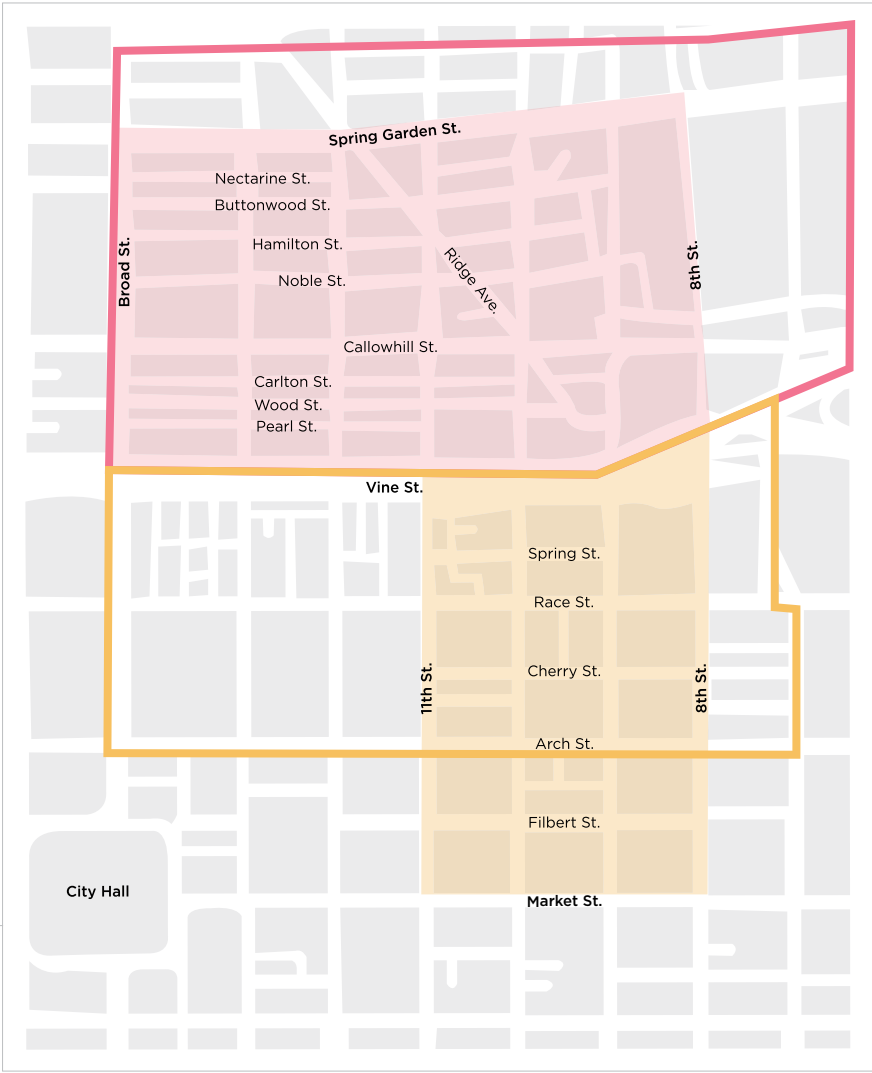 Spring Garden St.
Nectarine St.
Buttonwood St.
Broad St.
Hamilton St.
Ridge Ave.
8th St.
Noble St.
Callowhill St.
Carlton St.
Wood St.
Pearl St.
Vine St.
Spring St.
Race St.
11th St.
Cherry St.
8th St.
Arch St.
Filbert St.
City Hall
Market St.